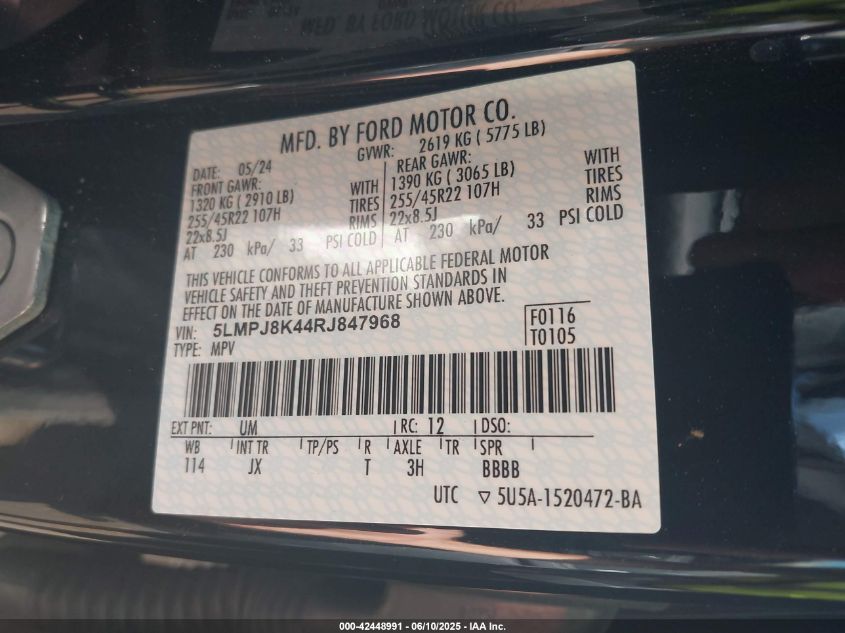 MFD. BY FORD MOTOR CO.
DATE: 05/24
GVWR: 2619 KG ( 5775 LB)
FRONT GAWR:
1320 KG ( 2910 LB) WITH
255/45R22 107H TIRES
22x8.5J RIMS
AT 230 kPa/ 33 PSI COLD
REAR GAWR: WITH
1390 KG ( 3065 LB) TIRES
255/45R22 107H RIMS
22x8.5J
AT 230 kPa/ 33 PSI COLD
THIS VEHICLE CONFORMS TO ALL APPLICABLE FEDERAL MOTOR
VEHICLE SAFETY AND THEFT PREVENTION STANDARDS IN
EFFECT ON THE DATE OF MANUFACTURE SHOWN ABOVE.
VIN: 5LMPJ8K44RJ847968
TYPE: MPV
F0116
T0105
EXT PNT: UM RC: 12 DSO:
WB INT TR TP/PS R AXLE TR SPR
114 JX T 3H BBBB
UTC ▽ 5U5A-1520472-BA
000-42448991 — 06/10/2025 - IAA Inc.